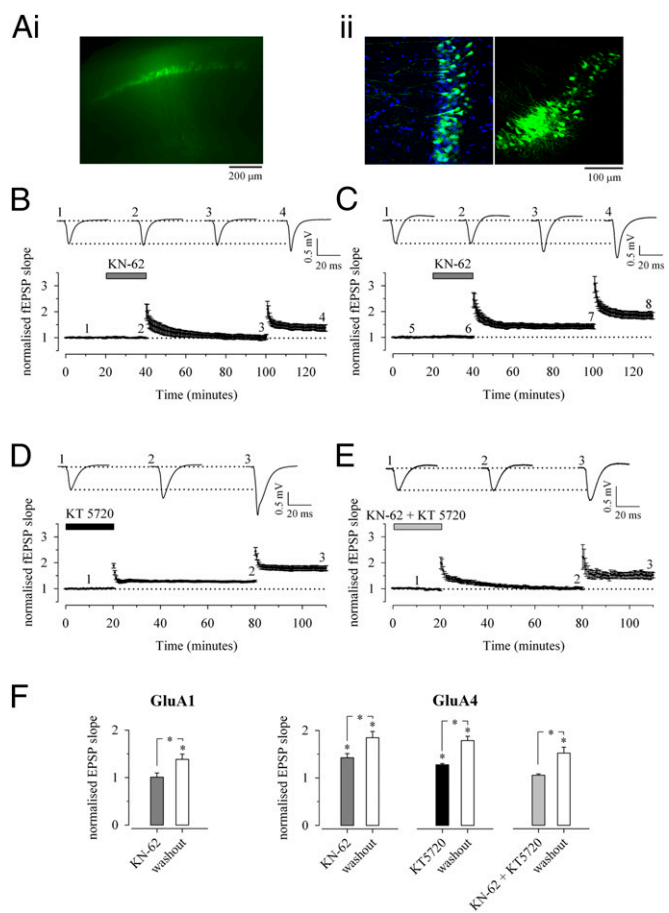 Ai
ii
200 µm
100 µm
B
1 2 3 4
0.5 mV
20 ms
KN-62
normalised fEPSP slope
3
2
1
1 2 3 4
0 20 40 60 80 100 120
Time (minutes)
C
1 2 3 4
0.5 mV
20 ms
KN-62
normalised fEPSP slope
3
2
1
5 6 7 8
0 20 40 60 80 100 120
Time (minutes)
D
1 2 3
0.5 mV
20 ms
KT 5720
normalised fEPSP slope
3
2
1
1 2 3
0 20 40 60 80 100
Time (minutes)
E
1 2 3
0.5 mV
20 ms
KN-62 + KT 5720
normalised fEPSP slope
3
2
1
1 2 3
0 20 40 60 80 100
Time (minutes)
F
GluA1
GluA4
normalised EPSP slope
2
1
0
* *
KN-62
washout
normalised EPSP slope
2
1
0
* * *
KN-62
washout
* * *
KT5720
washout
* *
KN-62 + KT5720
washout